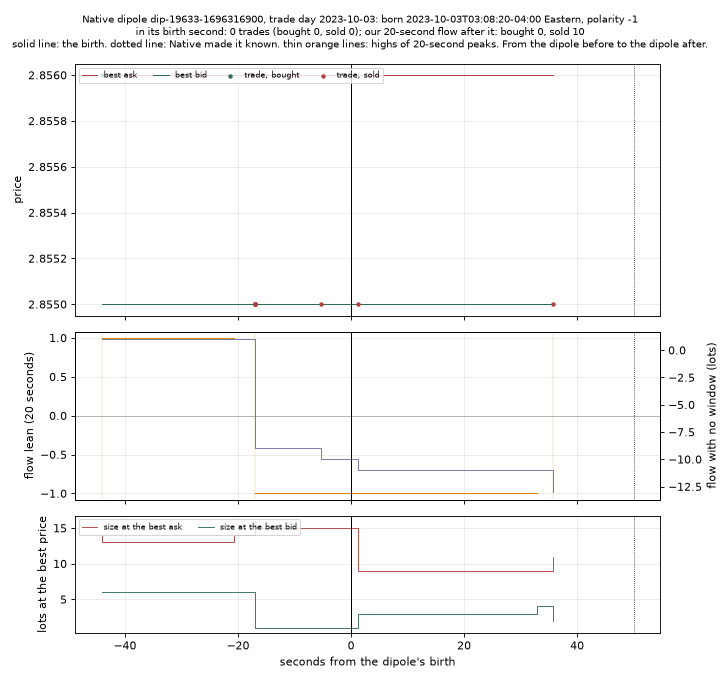 Native dipole dip-19633-1696316900, trade day 2023-10-03: born 2023-10-03T03:08:20-04:00 Eastern, polarity -1
in its birth second: 0 trades (bought 0, sold 0); our 20-second flow after it: bought 0, sold 10
solid line: the birth. dotted line: Native made it known. thin orange lines: highs of 20-second peaks. From the dipole before to the dipole after.
best ask best bid trade, bought trade, sold
2.8560
2.8558
2.8556
2.8554
2.8552
2.8550
price
1.0
0.5
0.0
−0.5
−1.0
flow lean (20 seconds)
0.0
−2.5
−5.0
−7.5
−10.0
−12.5
flow with no window (lots)
size at the best ask size at the best bid
15
10
5
lots at the best price
−40 −20 0 20 40
seconds from the dipole's birth